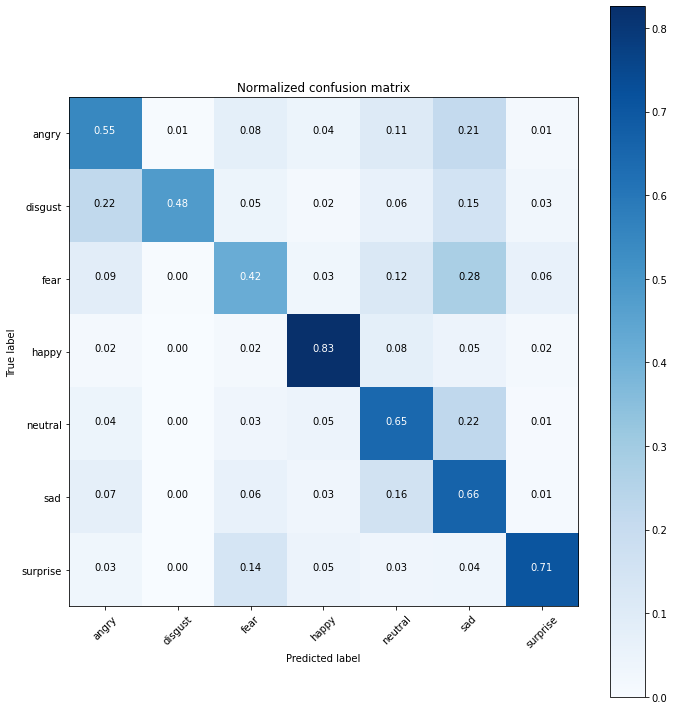 Normalized confusion matrix
True label
angry 0.55 0.01 0.08 0.04 0.11 0.21 0.01
disgust 0.22 0.48 0.05 0.02 0.06 0.15 0.03
fear 0.09 0.00 0.42 0.03 0.12 0.28 0.06
happy 0.02 0.00 0.02 0.83 0.08 0.05 0.02
neutral 0.04 0.00 0.03 0.05 0.65 0.22 0.01
sad 0.07 0.00 0.06 0.03 0.16 0.66 0.01
surprise 0.03 0.00 0.14 0.05 0.03 0.04 0.71
angry disgust fear happy neutral sad surprise
Predicted label
0.8
0.7
0.6
0.5
0.4
0.3
0.2
0.1
0.0